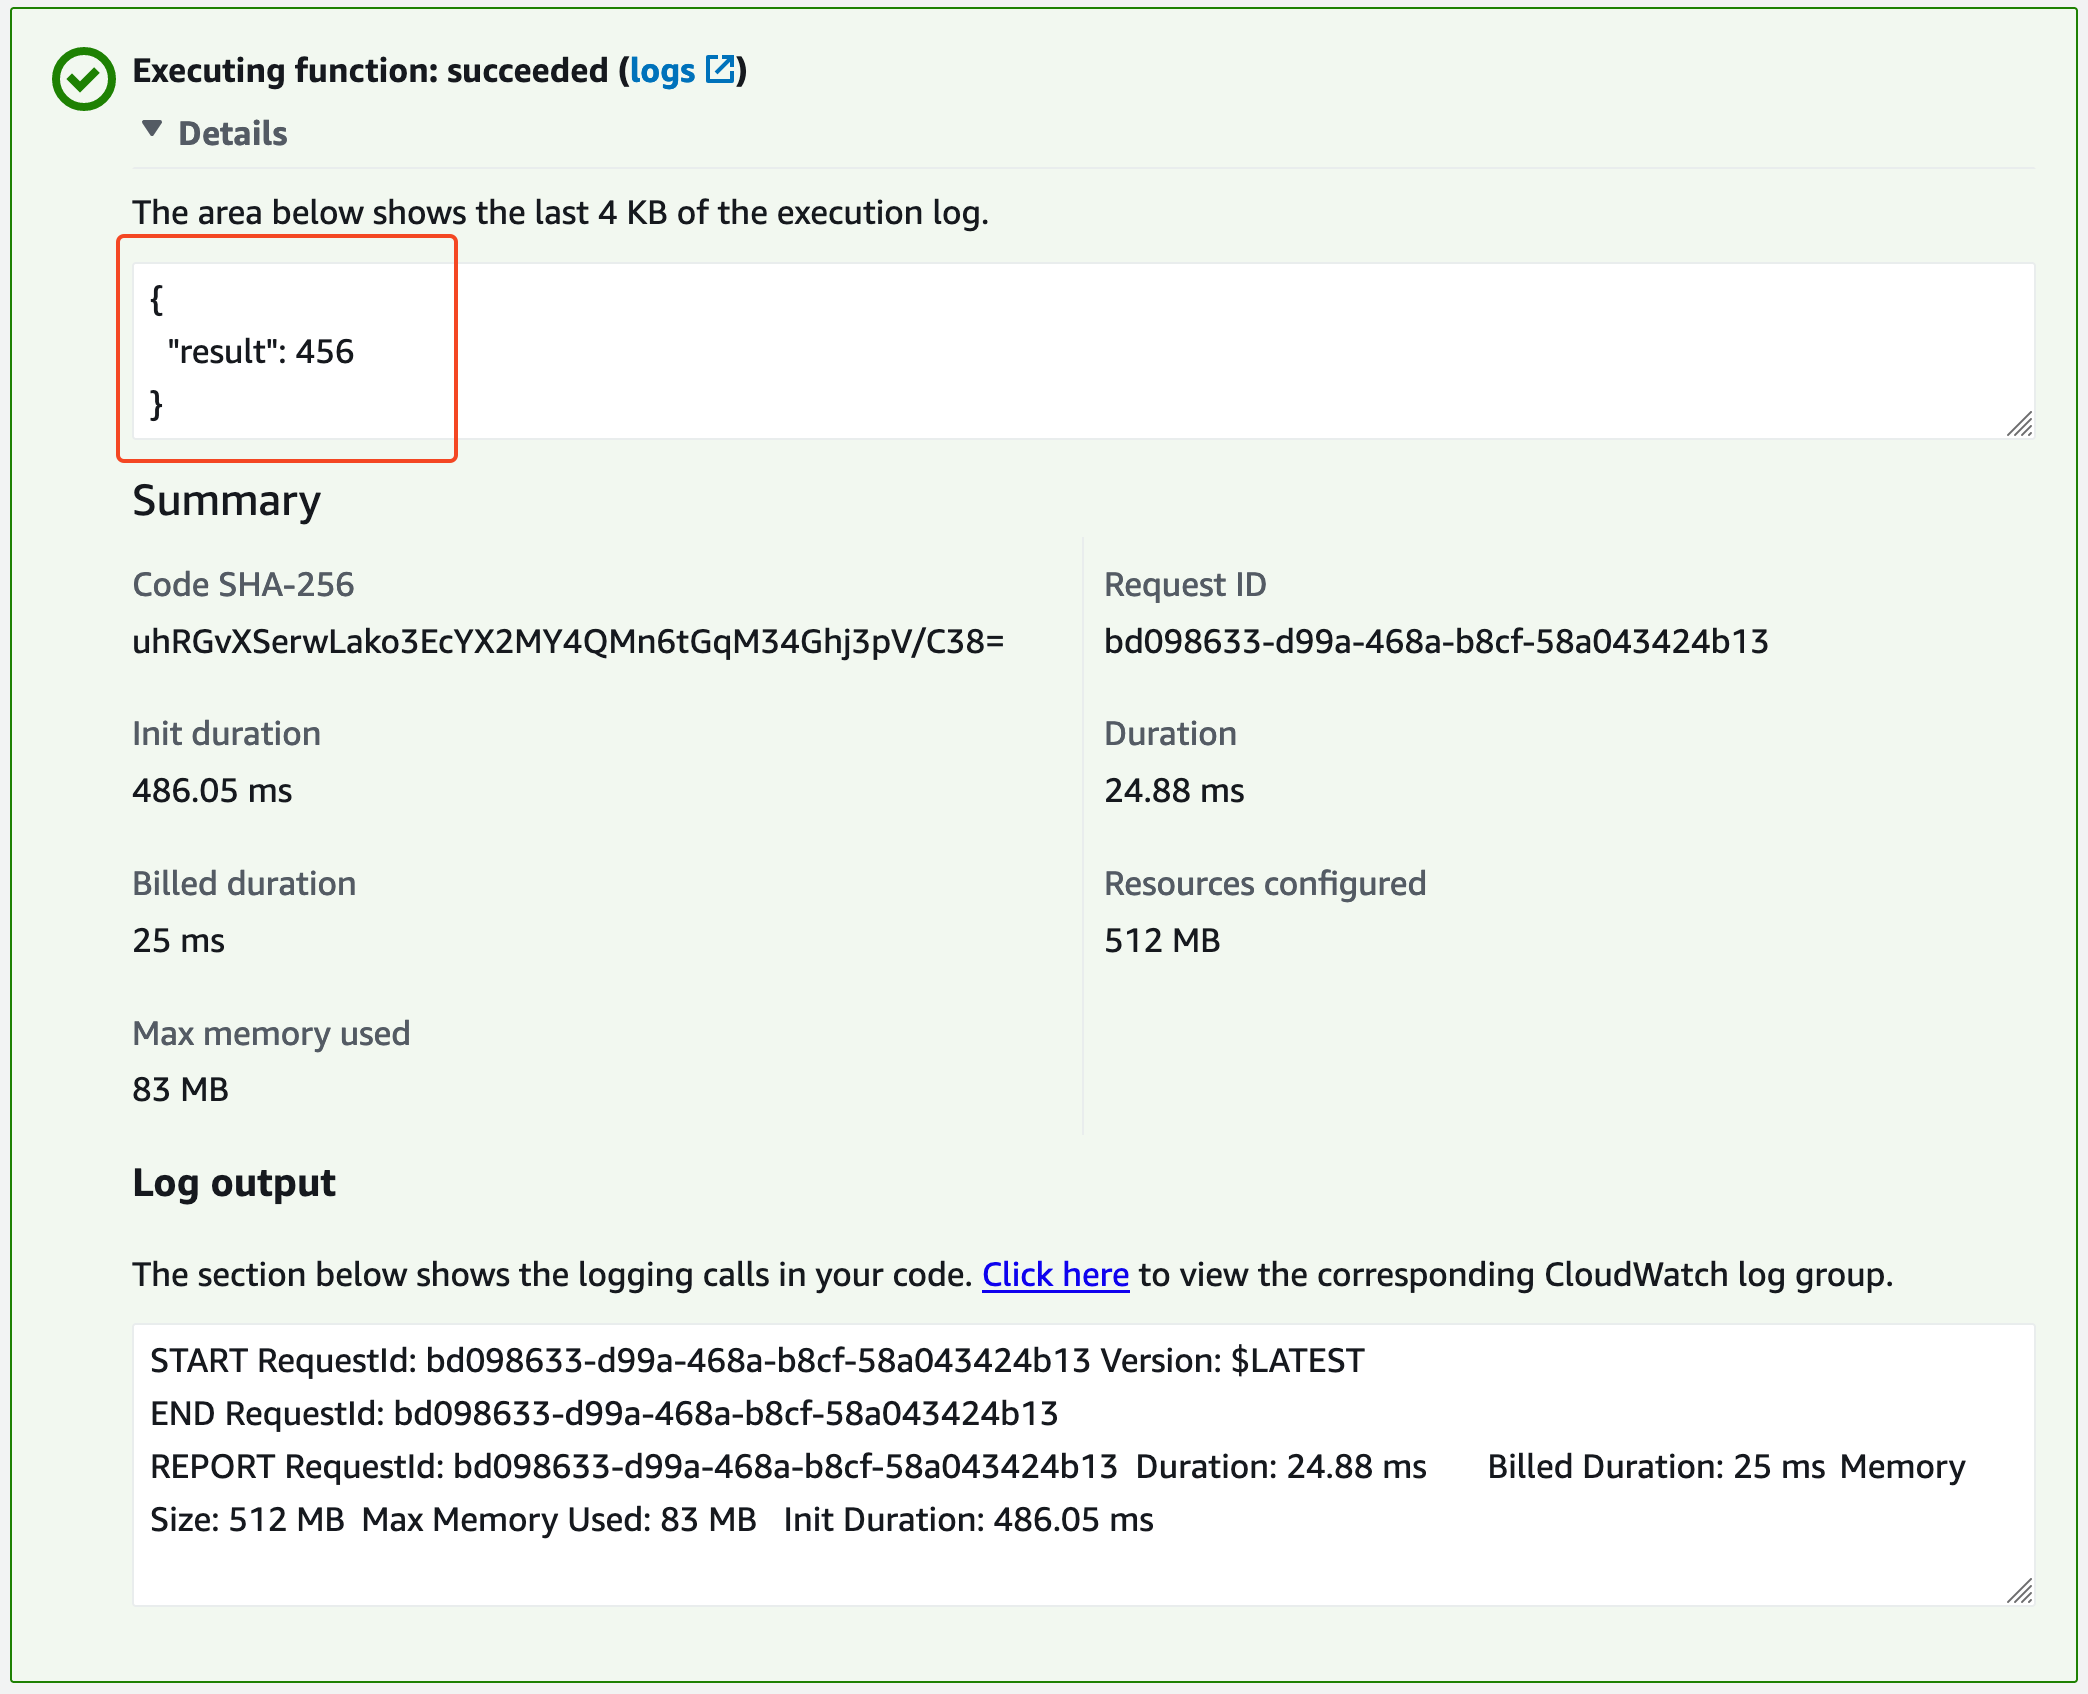 Executing function: succeeded (logs)
Details
The area below shows the last 4 KB of the execution log.
{
"result": 456
}
Summary
Code SHA-256
uhRGvXSerwLako3EcYX2MY4QMn6tGqM34Ghj3pV/C38=
Request ID
bd098633-d99a-468a-b8cf-58a043424b13
Init duration
486.05 ms
Duration
24.88 ms
Billed duration
25 ms
Resources configured
512 MB
Max memory used
83 MB
Log output
The section below shows the logging calls in your code. Click here to view the corresponding CloudWatch log group.
START RequestId: bd098633-d99a-468a-b8cf-58a043424b13 Version: $LATEST
END RequestId: bd098633-d99a-468a-b8cf-58a043424b13
REPORT RequestId: bd098633-d99a-468a-b8cf-58a043424b13 Duration: 24.88 ms Billed Duration: 25 ms Memory
Size: 512 MB Max Memory Used: 83 MB Init Duration: 486.05 ms